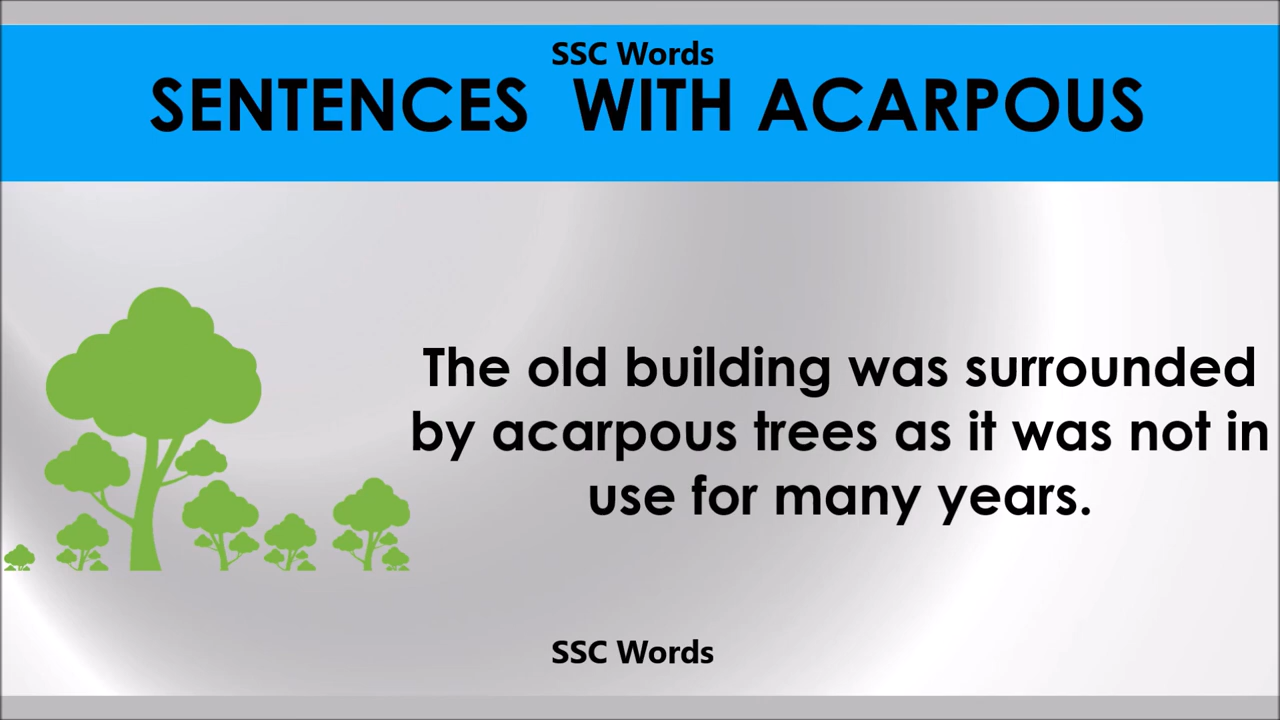 SSC Words
SENTENCES WITH ACARPOUS
The old building was surrounded
by acarpous trees as it was not in
use for many years.
SSC Words